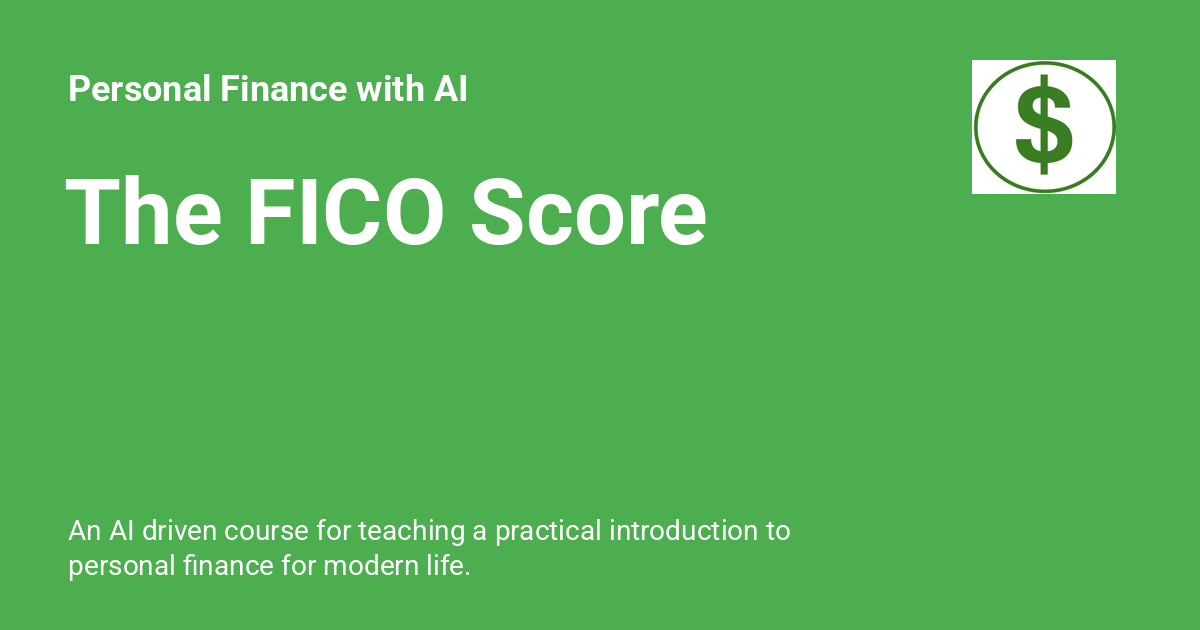 Personal Finance with AI
$
The FICO Score
An AI driven course for teaching a practical introduction to
personal finance for modern life.